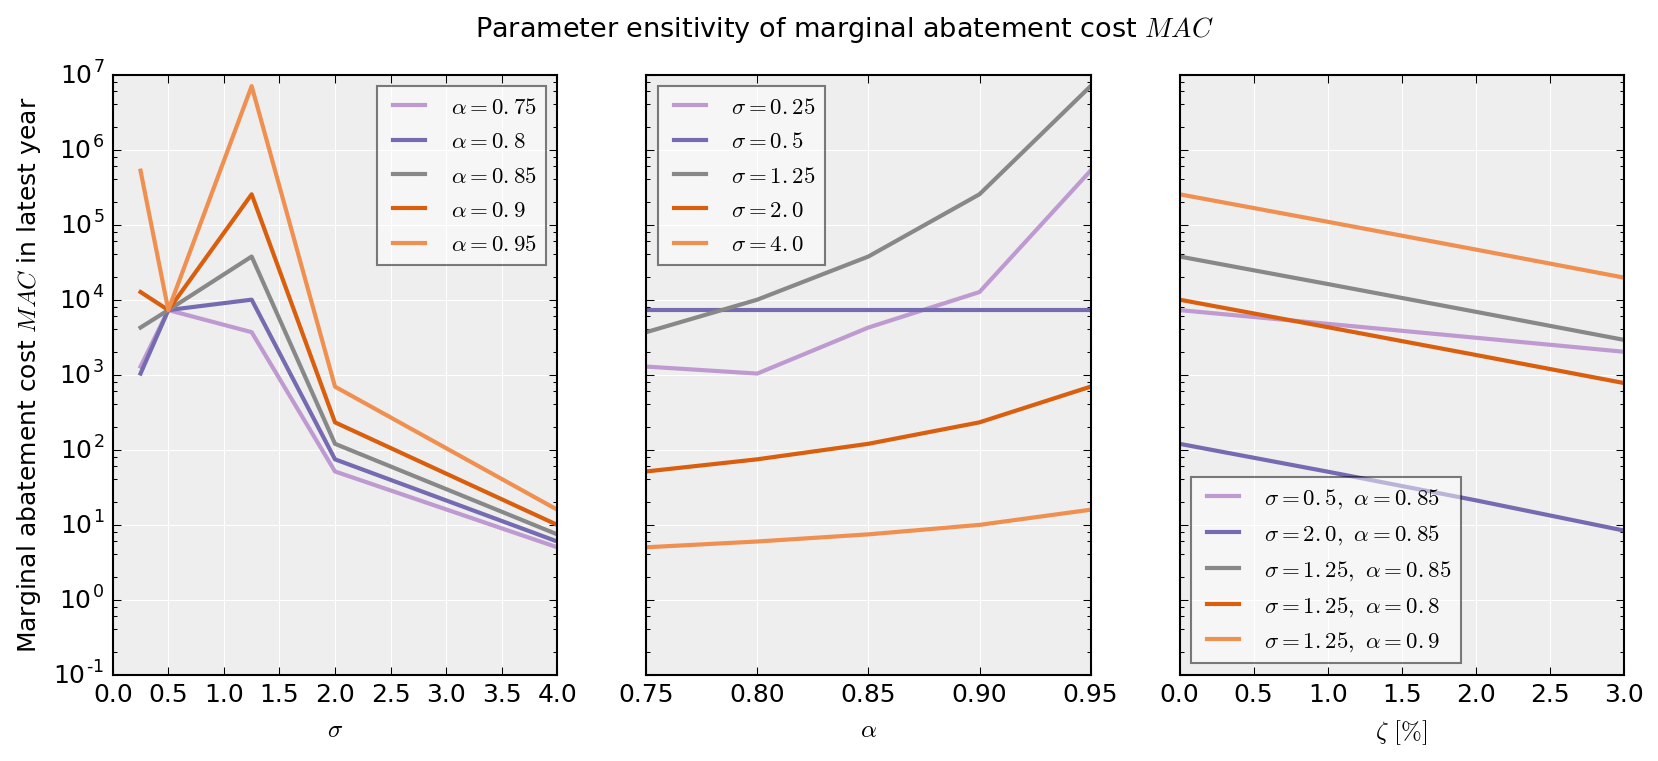 Parameter ensitivity of marginal abatement cost MAC
Marginal abatement cost MAC in latest year
10^7
10^6
10^5
10^4
10^3
10^2
10^1
10^0
10^-1
0.0 0.5 1.0 1.5 2.0 2.5 3.0 3.5 4.0
σ
α=0.75
α=0.8
α=0.85
α=0.9
α=0.95
0.75 0.80 0.85 0.90 0.95
α
σ=0.25
σ=0.5
σ=1.25
σ=2.0
σ=4.0
0.0 0.5 1.0 1.5 2.0 2.5 3.0
ζ [%]
σ=0.5, α=0.85
σ=2.0, α=0.85
σ=1.25, α=0.85
σ=1.25, α=0.8
σ=1.25, α=0.9